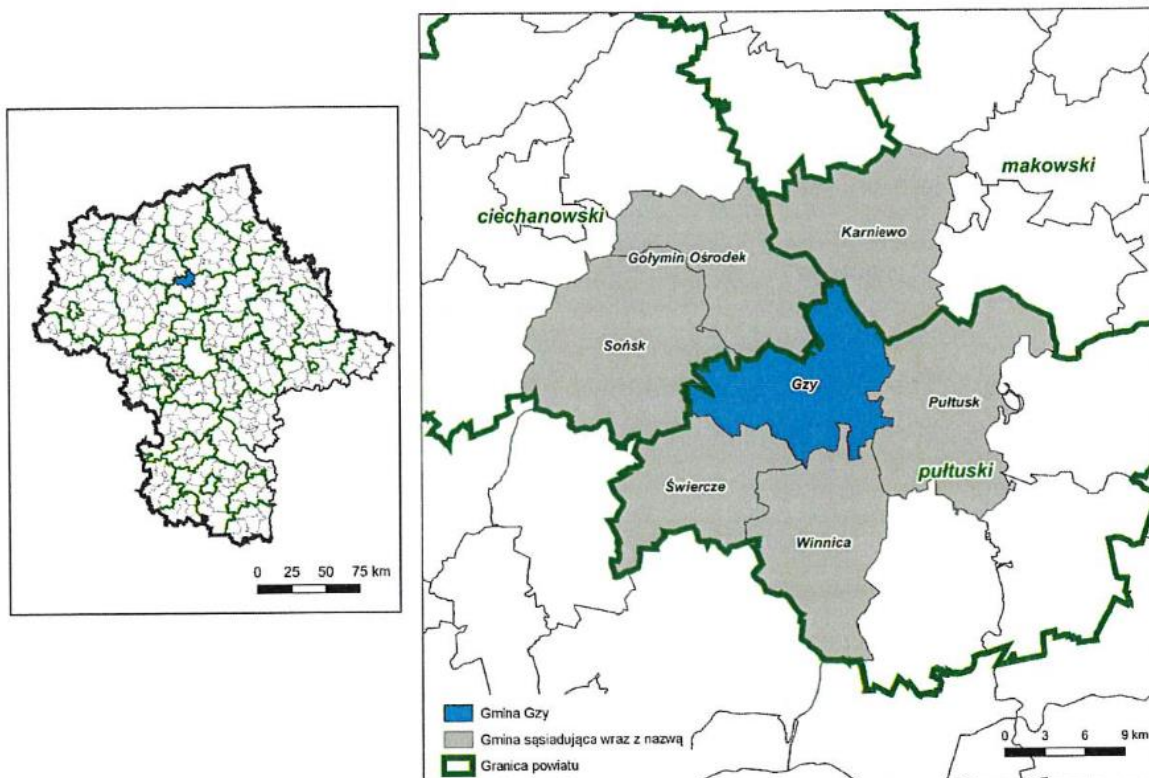 0 25 50 75 km
makowski
ciechanowski
Karniewo
Gołymin Ośrodek
Sońsk
Gzy
Pułtusk
pułtuski
Świercze
Winnica
Gmina Gzy
Gmina sąsiadująca wraz z nazwą
Granica powiatu
0 3 6 9 km